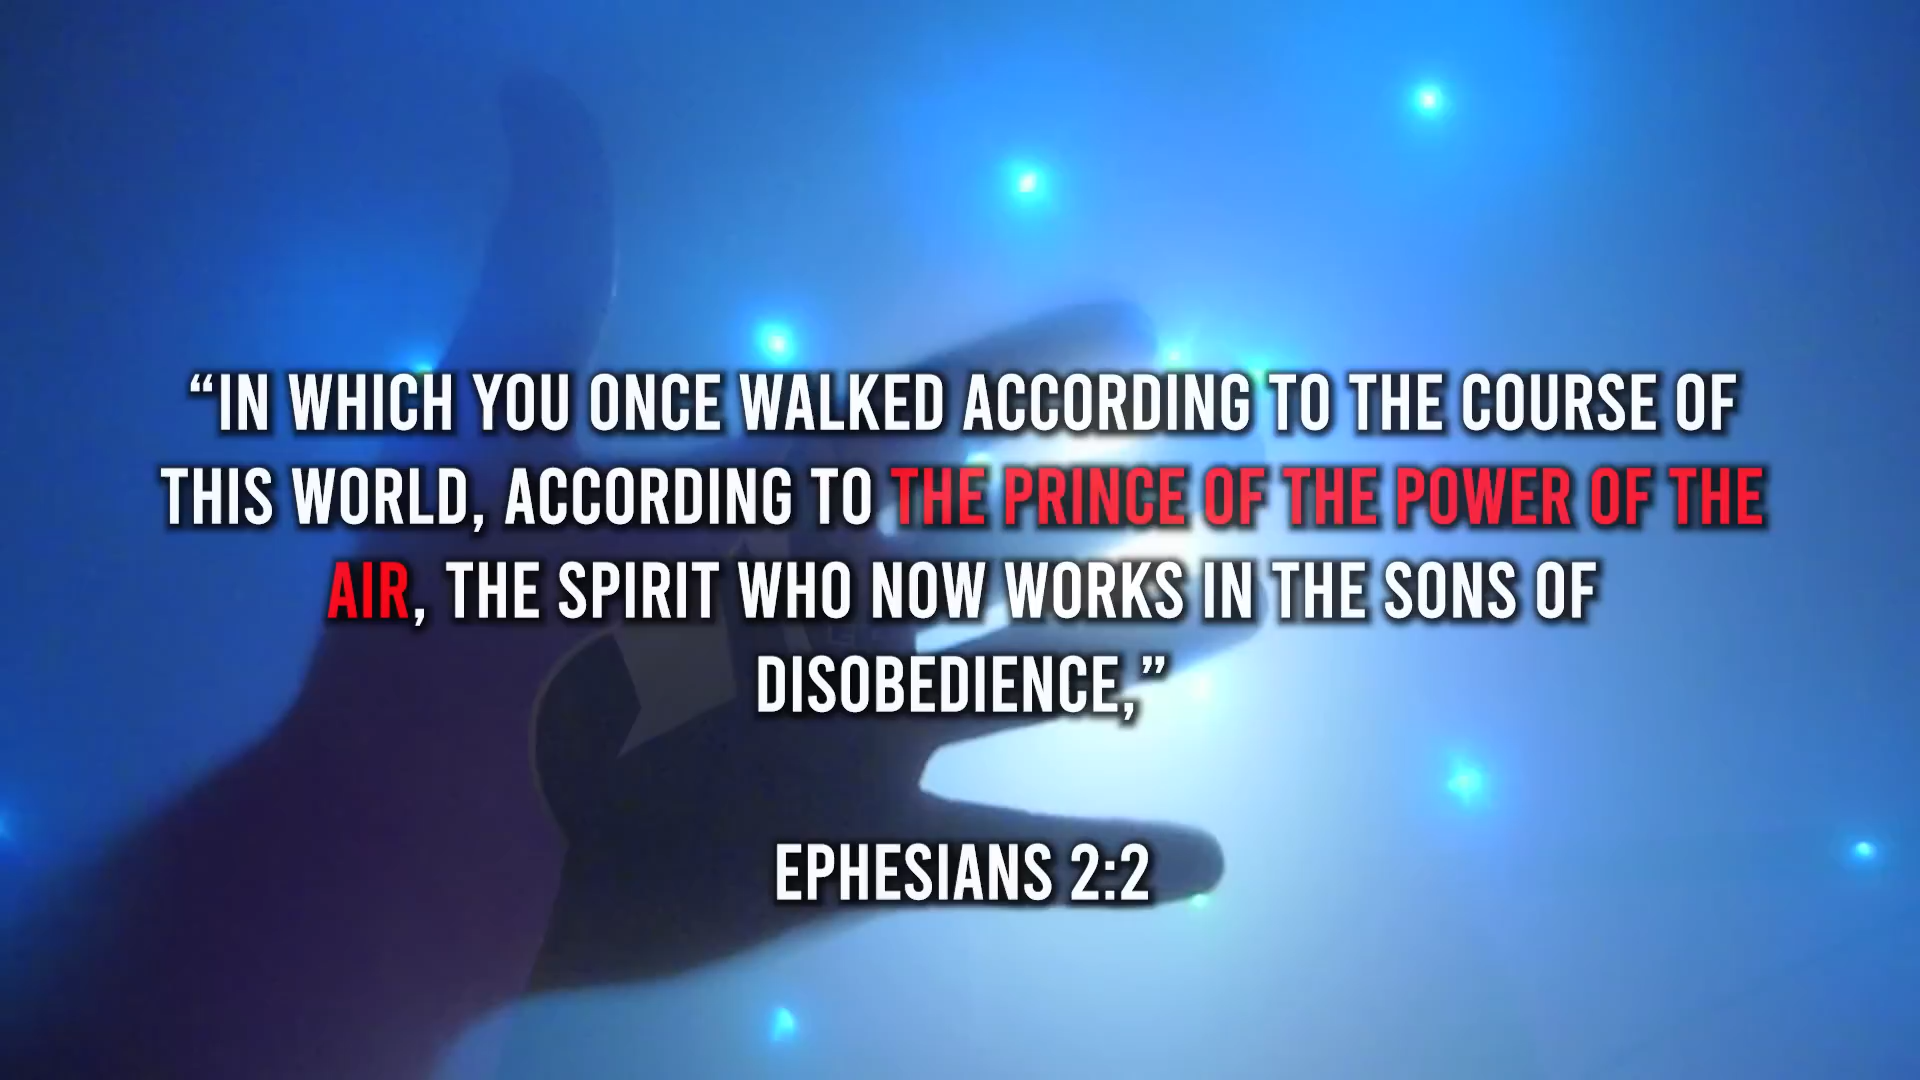 “IN WHICH YOU ONCE WALKED ACCORDING TO THE COURSE OF
THIS WORLD, ACCORDING TO THE PRINCE OF THE POWER OF THE
AIR, THE SPIRIT WHO NOW WORKS IN THE SONS OF
DISOBEDIENCE,”
EPHESIANS 2:2